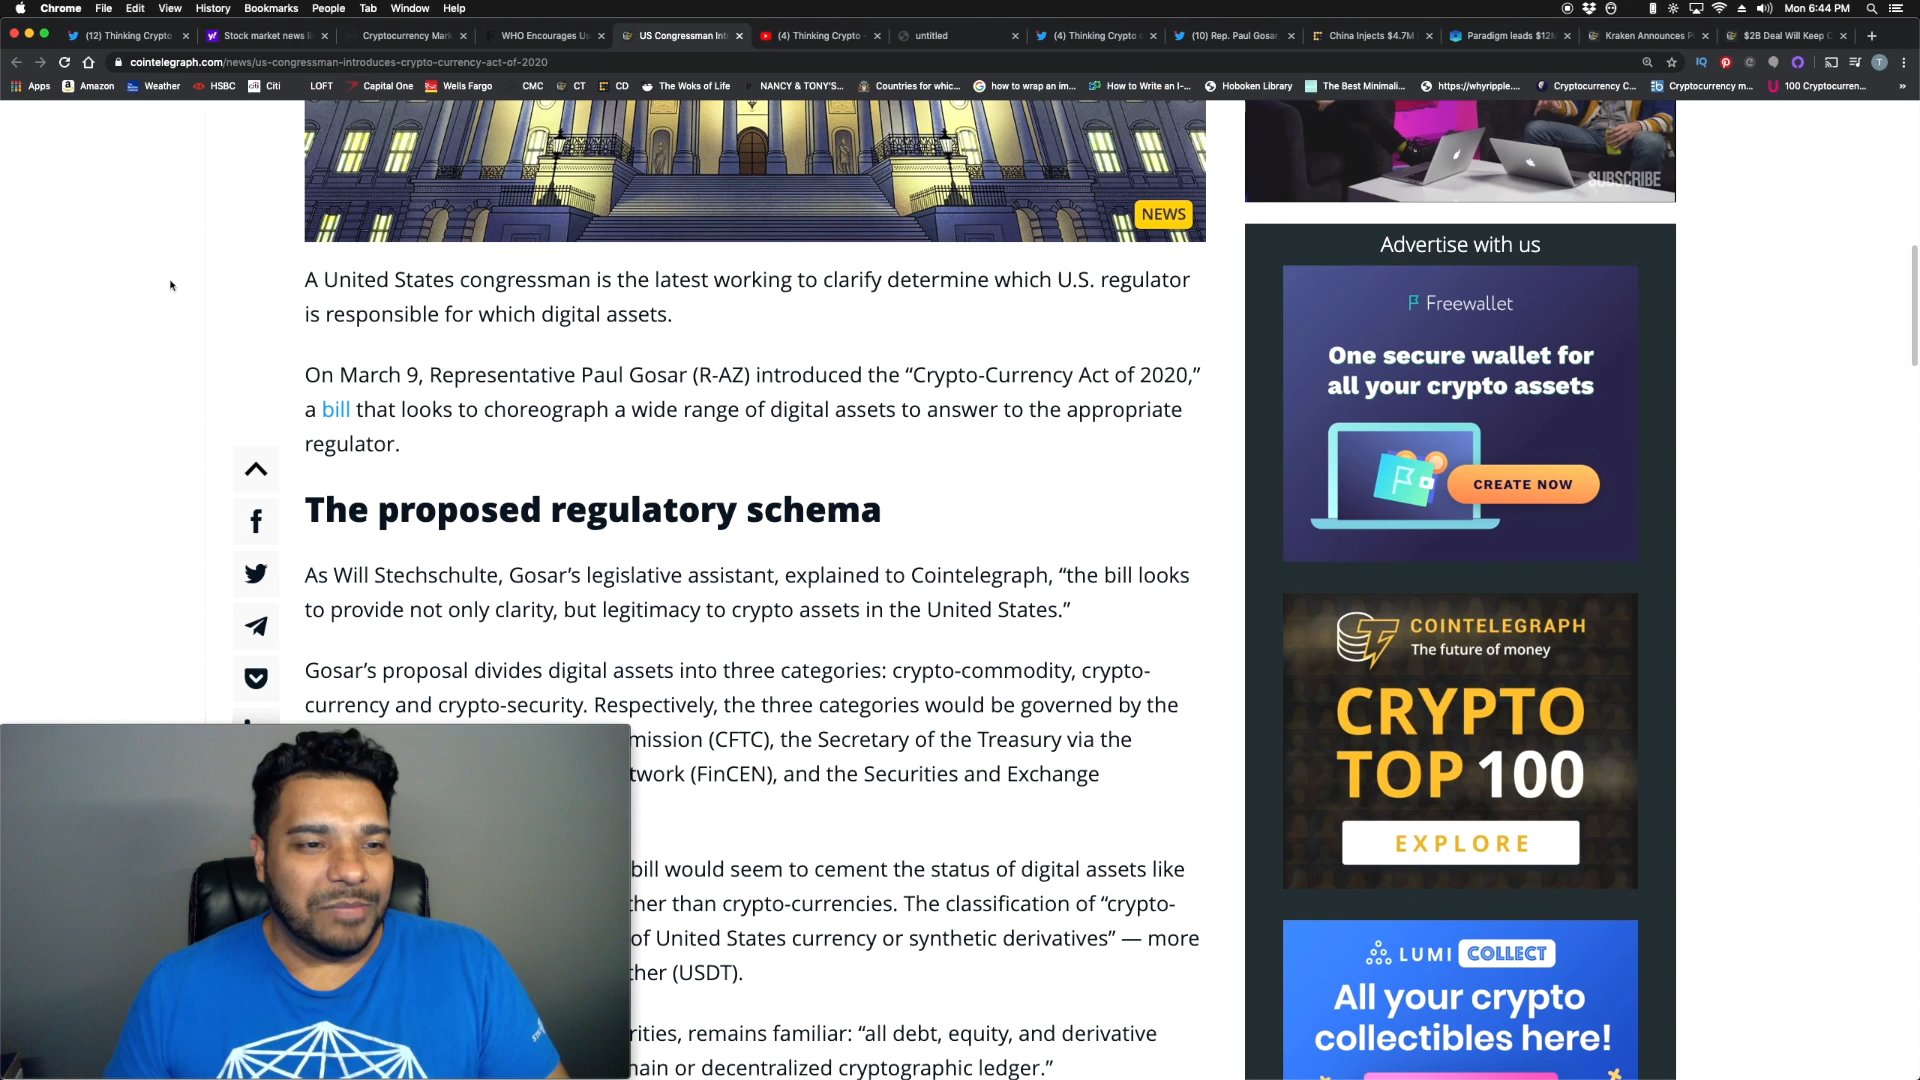 Chrome File Edit View History Bookmarks People Tab Window Help Mon 6:44 PM
(12) Thinking Crypto Stock market news li Cryptocurrency Mark WHO Encourages Us US Congressman Int (4) Thinking Crypto - untitled (4) Thinking Crypto c (10) Rep. Paul Gosar China Injects $4.7M Paradigm leads $12M Kraken Announces P $2B Deal Will Keep C
cointelegraph.com/news/us-congressman-introduces-crypto-currency-act-of-2020
Apps Amazon Weather HSBC Citi LOFT Capital One Wells Fargo CMC CT CD The Woks of Life NANCY & TONY'S... Countries for whic... how to wrap an im... How to Write an I-... Hoboken Library The Best Minimali... https://whyripple.... Cryptocurrency C... Cryptocurrency m... 100 Cryptocurren...
SUBSCRIBE
NEWS
A United States congressman is the latest working to clarify determine which U.S. regulator
is responsible for which digital assets.
On March 9, Representative Paul Gosar (R-AZ) introduced the “Crypto-Currency Act of 2020,”
a bill that looks to choreograph a wide range of digital assets to answer to the appropriate
regulator.
The proposed regulatory schema
As Will Stechschulte, Gosar’s legislative assistant, explained to Cointelegraph, “the bill looks
to provide not only clarity, but legitimacy to crypto assets in the United States.”
Gosar’s proposal divides digital assets into three categories: crypto-commodity, crypto-
currency and crypto-security. Respectively, the three categories would be governed by the
mission (CFTC), the Secretary of the Treasury via the
twork (FinCEN), and the Securities and Exchange
bill would seem to cement the status of digital assets like
ther than crypto-currencies. The classification of “crypto-
of United States currency or synthetic derivatives” — more
ther (USDT).
rities, remains familiar: “all debt, equity, and derivative
hain or decentralized cryptographic ledger.”
Advertise with us
Freewallet
One secure wallet for
all your crypto assets
CREATE NOW
COINTELEGRAPH
The future of money
CRYPTO
TOP 100
EXPLORE
LUMI COLLECT
All your crypto
collectibles here!